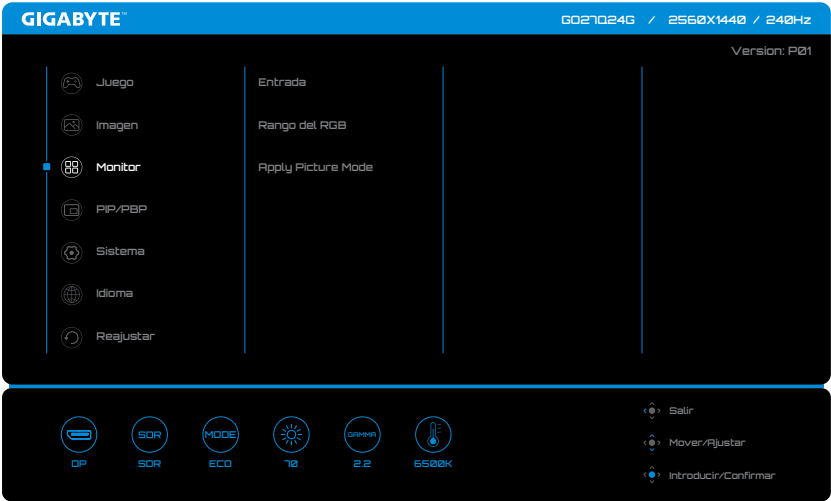 GIGABYTE™
GO27Q24G / 2560X1440 / 240Hz
Version: P01
Juego
Entrada
Imagen
Rango del RGB
Monitor
Apply Picture Mode
PIP/PBP
Sistema
Idioma
Reajustar
SDR
MODE
GAMMA
DP
SDR
ECO
70
2.2
6500K
Salir
Mover/Ajustar
Introducir/Confirmar